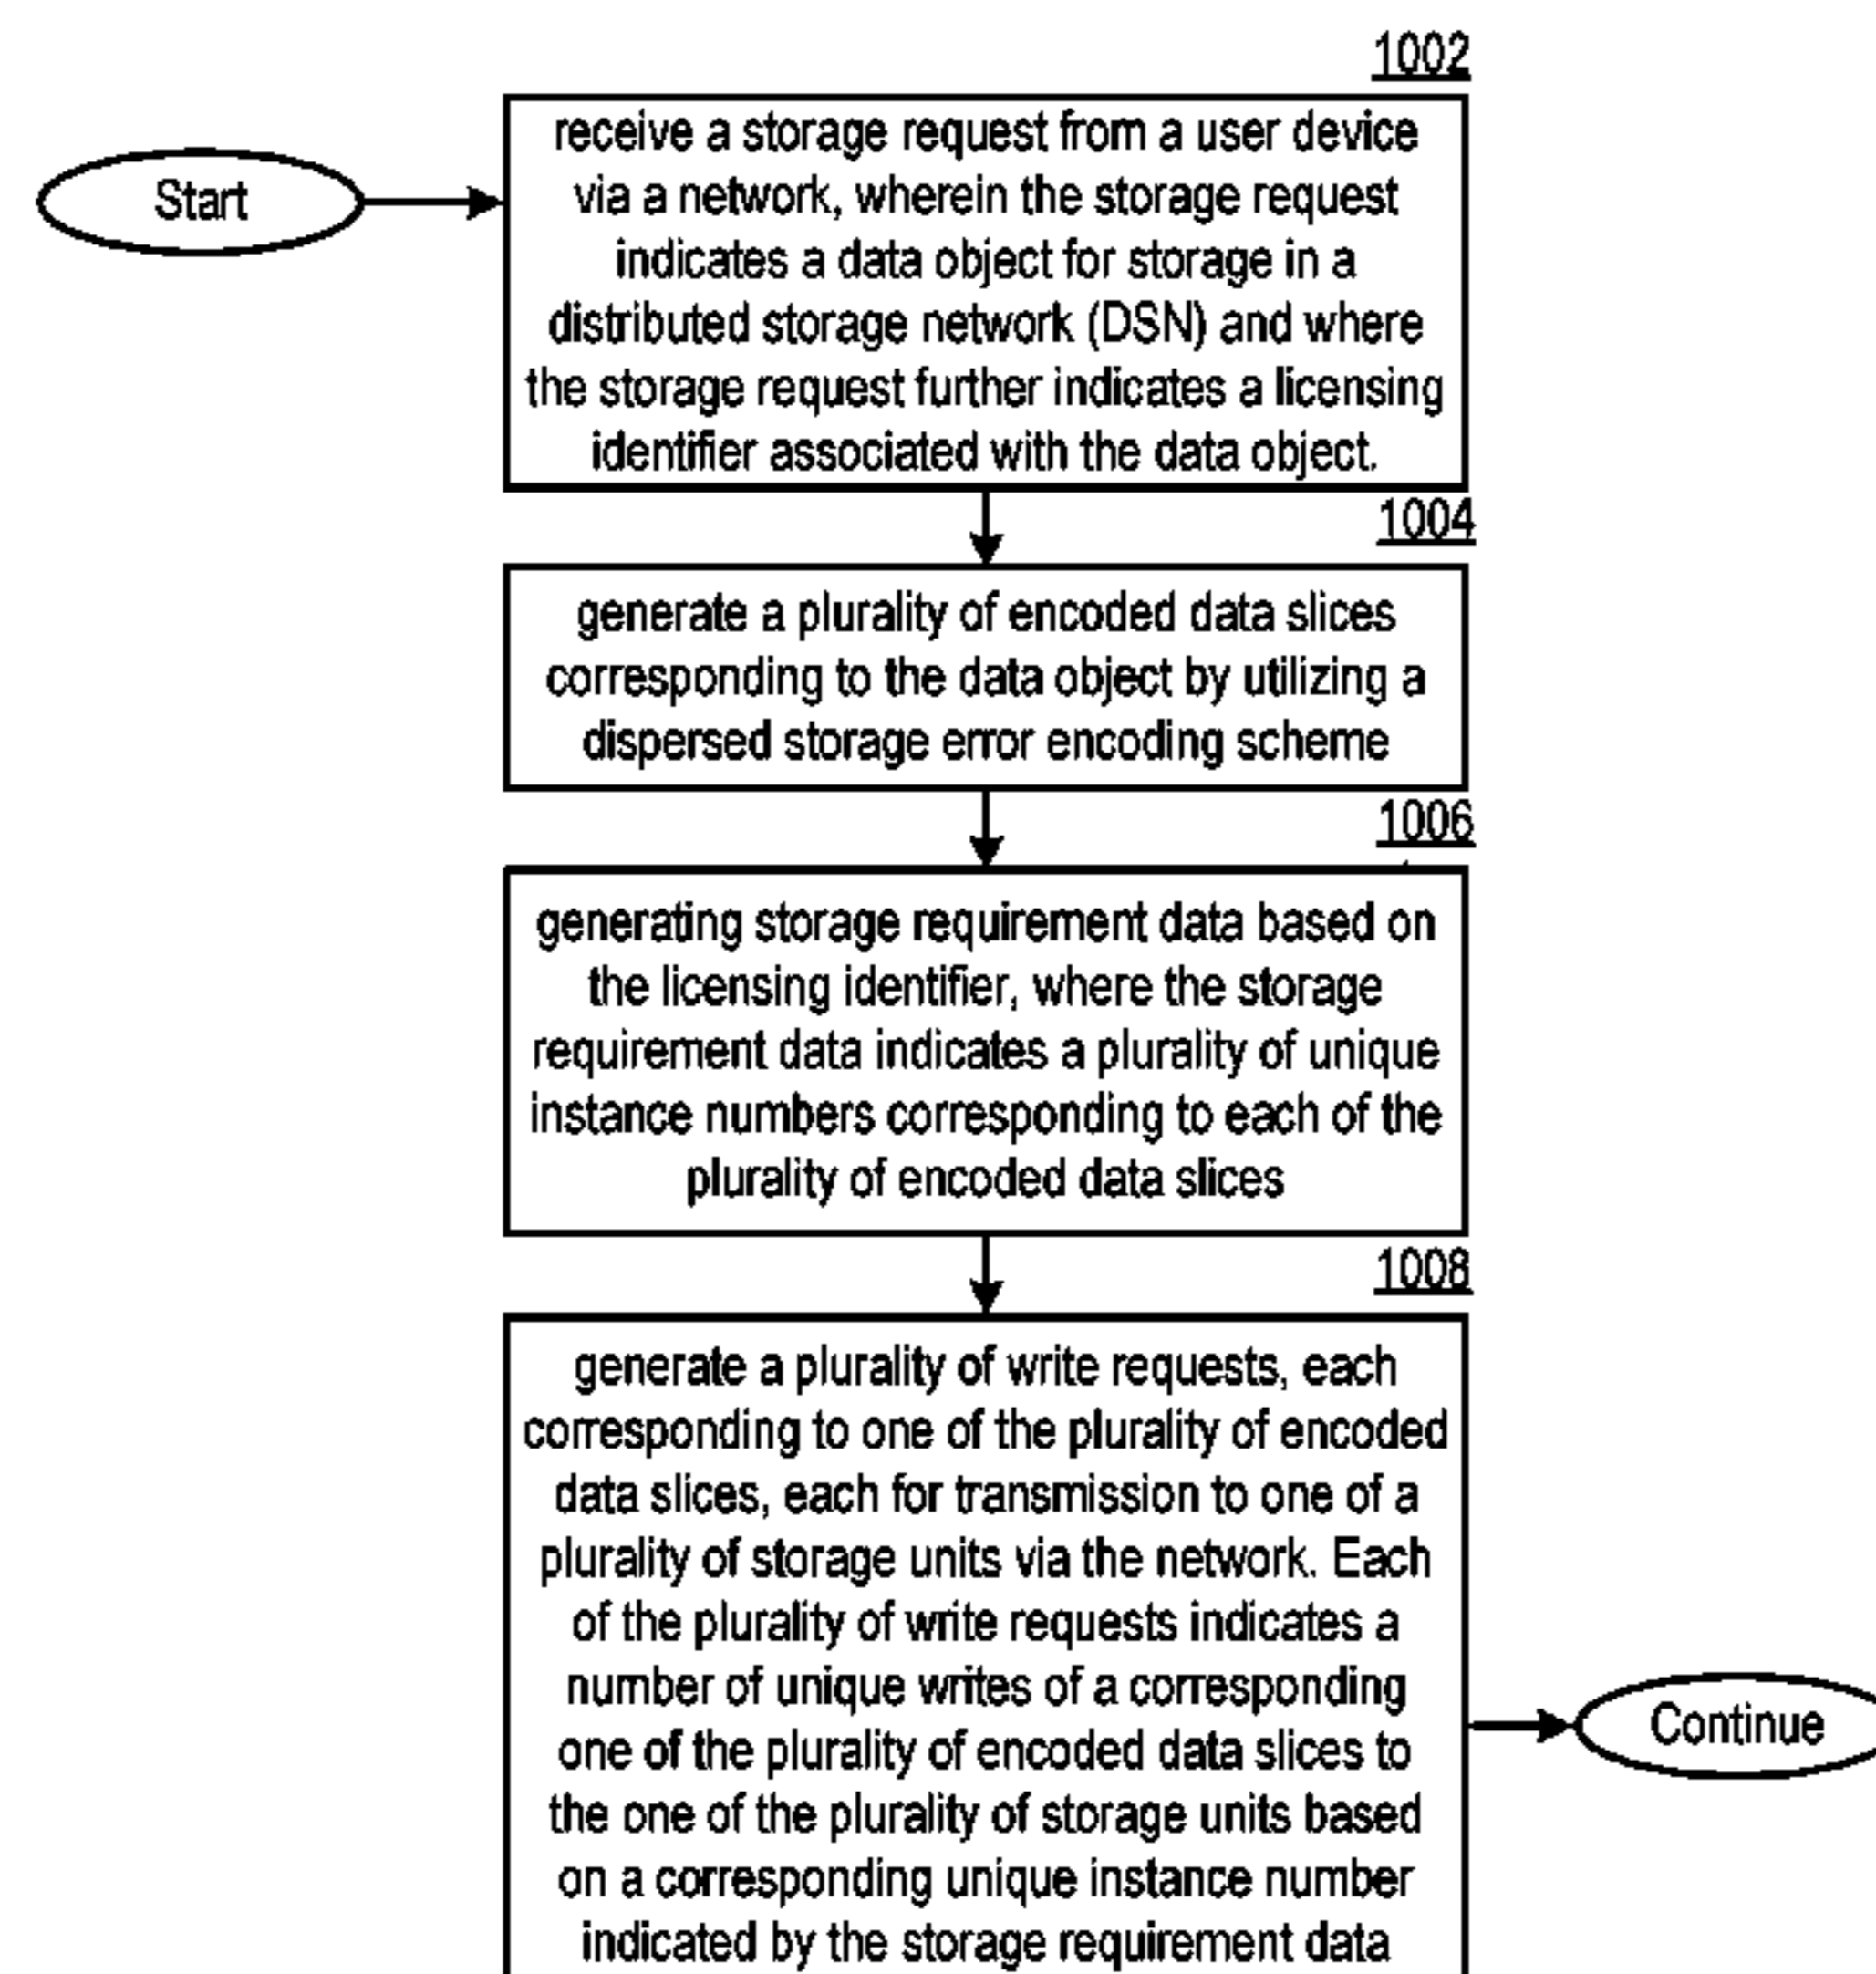 1002
Start
receive a storage request from a user device
via a network, wherein the storage request
indicates a data object for storage in a
distributed storage network (DSN) and where
the storage request further indicates a licensing
identifier associated with the data object.
1004
generate a plurality of encoded data slices
corresponding to the data object by utilizing a
dispersed storage error encoding scheme
1006
generating storage requirement data based on
the licensing identifier, where the storage
requirement data indicates a plurality of unique
instance numbers corresponding to each of the
plurality of encoded data slices
1008
generate a plurality of write requests, each
corresponding to one of the plurality of encoded
data slices, each for transmission to one of a
plurality of storage units via the network. Each
of the plurality of write requests indicates a
number of unique writes of a corresponding
one of the plurality of encoded data slices to
the one of the plurality of storage units based
on a corresponding unique instance number
indicated by the storage requirement data
Continue